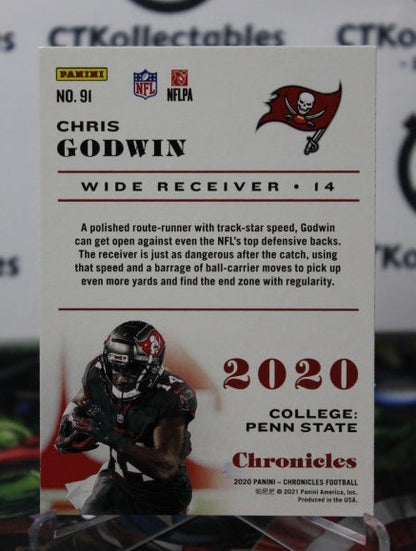 CTKollectables
CTKollectables
PANINI
NFL
NFLPA
NO. 91
CHRIS
GODWIN
WIDE RECEIVER • 14
A polished route-runner with track-star speed, Godwin
can get open against even the NFL's top defensive backs.
The receiver is just as dangerous after the catch, using
that speed and a barrage of ball-carrier moves to pick up
even more yards and find the end zone with regularity.
14
2020
COLLEGE:
PENN STATE
Chronicles
2020 PANINI – CHRONICLES FOOTBALL
© 2021 Panini America, Inc.
Produced in the USA.